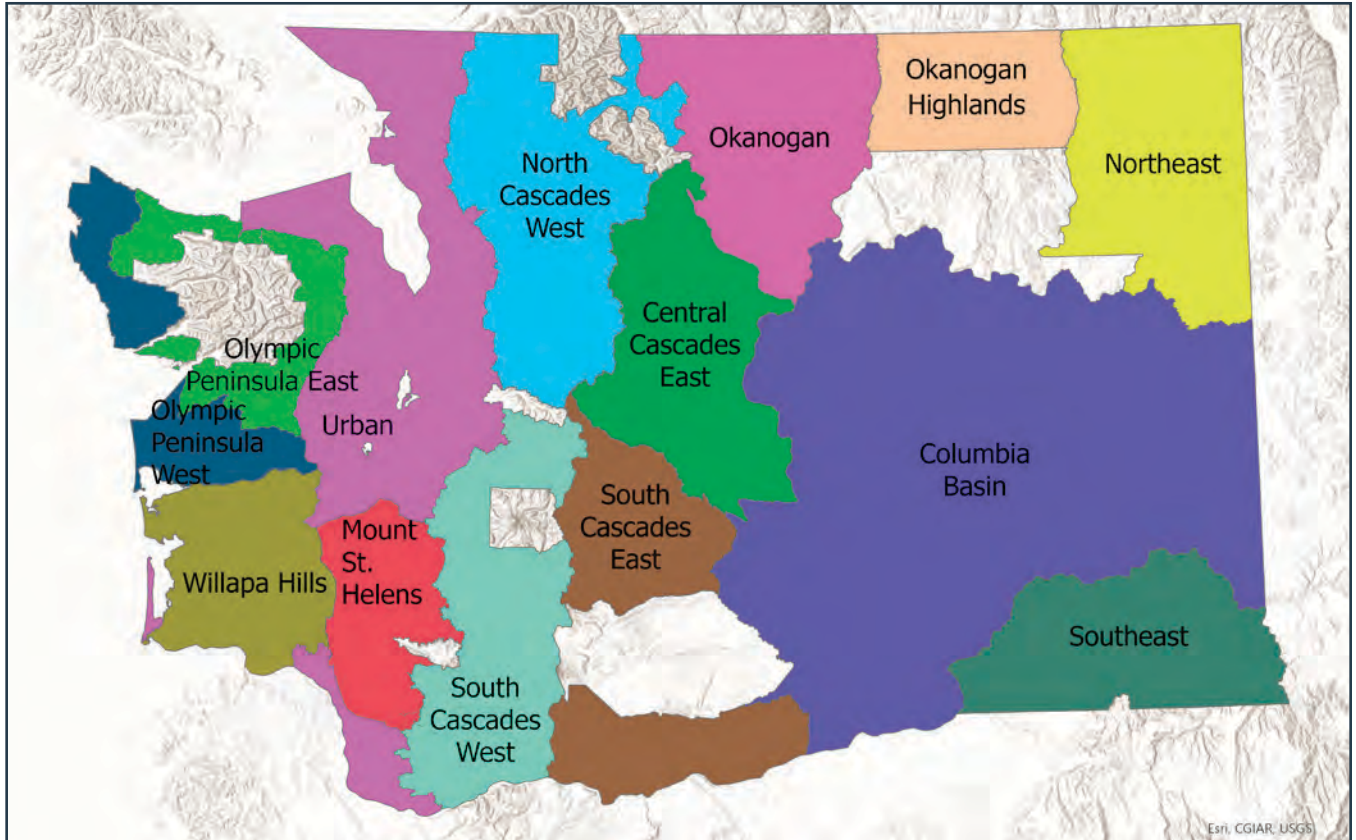 Okanogan
Highlands
Okanogan
Northeast
North
Cascades
West
Central
Cascades
East
Olympic
Peninsula East
Olympic
Peninsula
West
Urban
Columbia
Basin
South
Cascades
East
Mount
St.
Helens
Willapa Hills
Southeast
South
Cascades
West
Esri, CGIAR, USGS